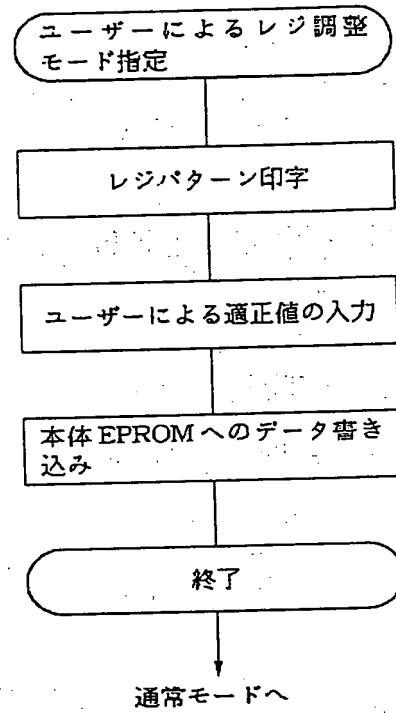 ユーザーによるレジ調整
モード指定
レジパターン印字
ユーザーによる適正値の入力
本体EPROMへのデータ書き
込み
終了
通常モードへ